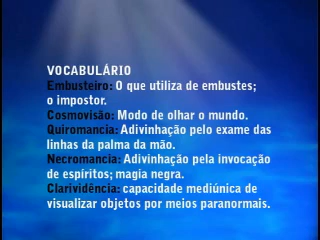 VOCABULÁRIO
Embusteiro: O que utiliza de embustes;
o impostor.
Cosmovisão: Modo de olhar o mundo.
Quiromancia: Adivinhação pelo exame das
linhas da palma da mão.
Necromancia: Adivinhação pela invocação
de espíritos; magia negra.
Clarividência: capacidade mediúnica de
visualizar objetos por meios paranormais.